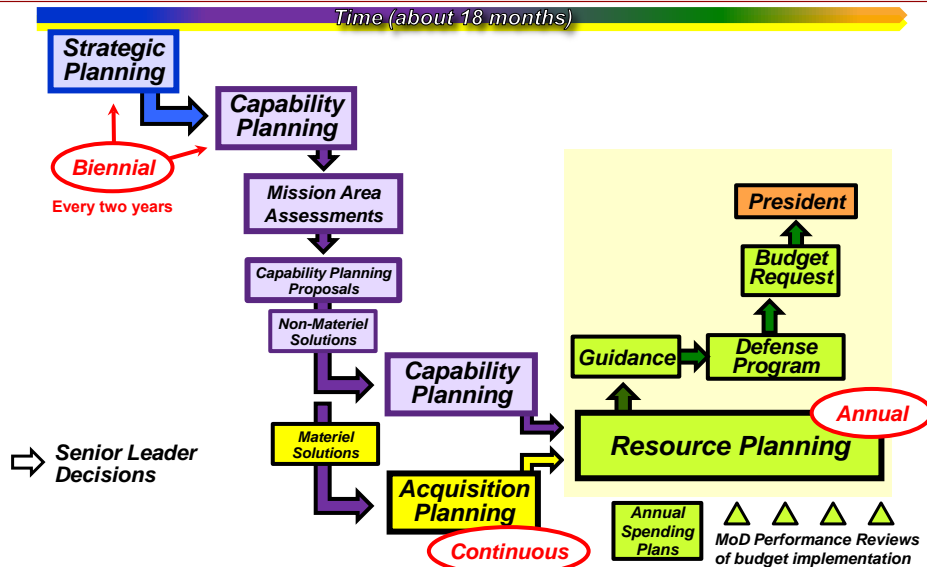 Time (about 18 months)
Strategic
Planning
Capability
Planning
Biennial
Every two years
Mission Area
Assessments
Capability Planning
Proposals
Non-Materiel
Solutions
Capability
Planning
Materiel
Solutions
Acquisition
Planning
Continuous
Senior Leader
Decisions
President
Budget
Request
Guidance
Defense
Program
Annual
Resource Planning
Annual
Spending
Plans
MoD Performance Reviews
of budget implementation